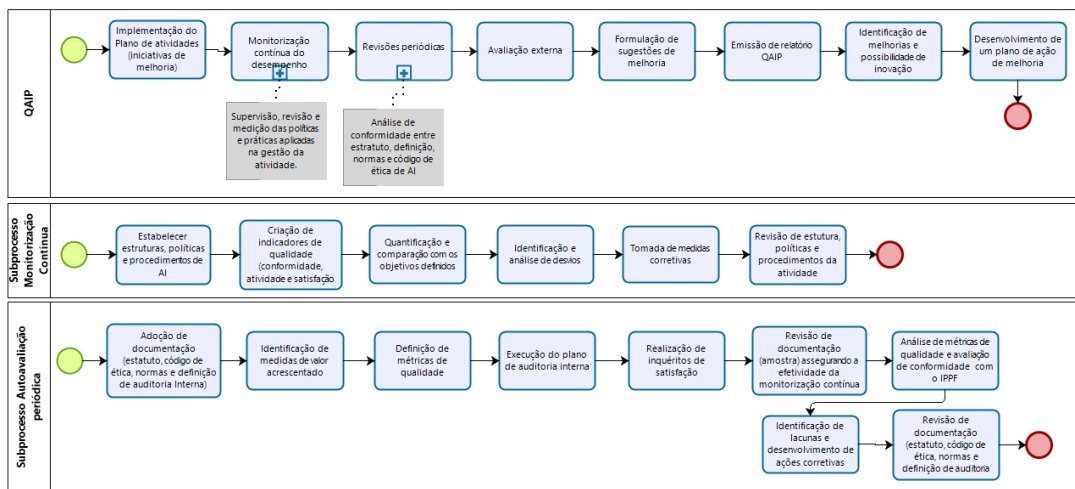 QAIP
Implementação do
Plano de atividades
(iniciativas de
melhoria)
Monitorização
contínua do
desempenho
Revisões periódicas
Avaliação externa
Formulação de
sugestões de
melhoria
Emissão de relatório
QAIP
Identificação de
melhorias e
possibilidade de
inovação
Desenvolvimento de
um plano de ação
de melhoria
Supervisão, revisão e
medição das políticas
e práticas aplicadas
na gestão da
atividade.
Análise de
conformidade entre
estratuto, definição,
normas e código de
ética de AI
Subprocesso
Monitorização
Contínua
Estabelecer
estruturas, políticas
e procedimentos de
AI
Criação de
indicadores de
qualidade
(conformidade,
atividade e satisfação
Quantificação e
comparação com os
objetivos definidos
Identificação e
análise de desvios
Tomada de medidas
corretivas
Revisão de estutura,
políticas e
procedimentos da
atividade
Subprocesso Autoavaliação
periódica
Adoção de
documentação
(estatuto, código de
ética, normas e definição
de auditoria Interna)
Identificação de
medidas de valor
acrescentado
Definição de
métricas de
qualidade
Execução do plano
de auditoria interna
Realização de
inquéritos de
satisfação
Revisão de
documentação
(amostra) assegurando a
efetividade da
monitorização contínua
Análise de métricas de
qualidade e avaliação
de conformidade com
o IPPF
Identificação de
lacunas e
desenvolvimento de
ações corretivas
Revisão de
documentação
(estatuto, código de
ética, normas e
definição de auditoria